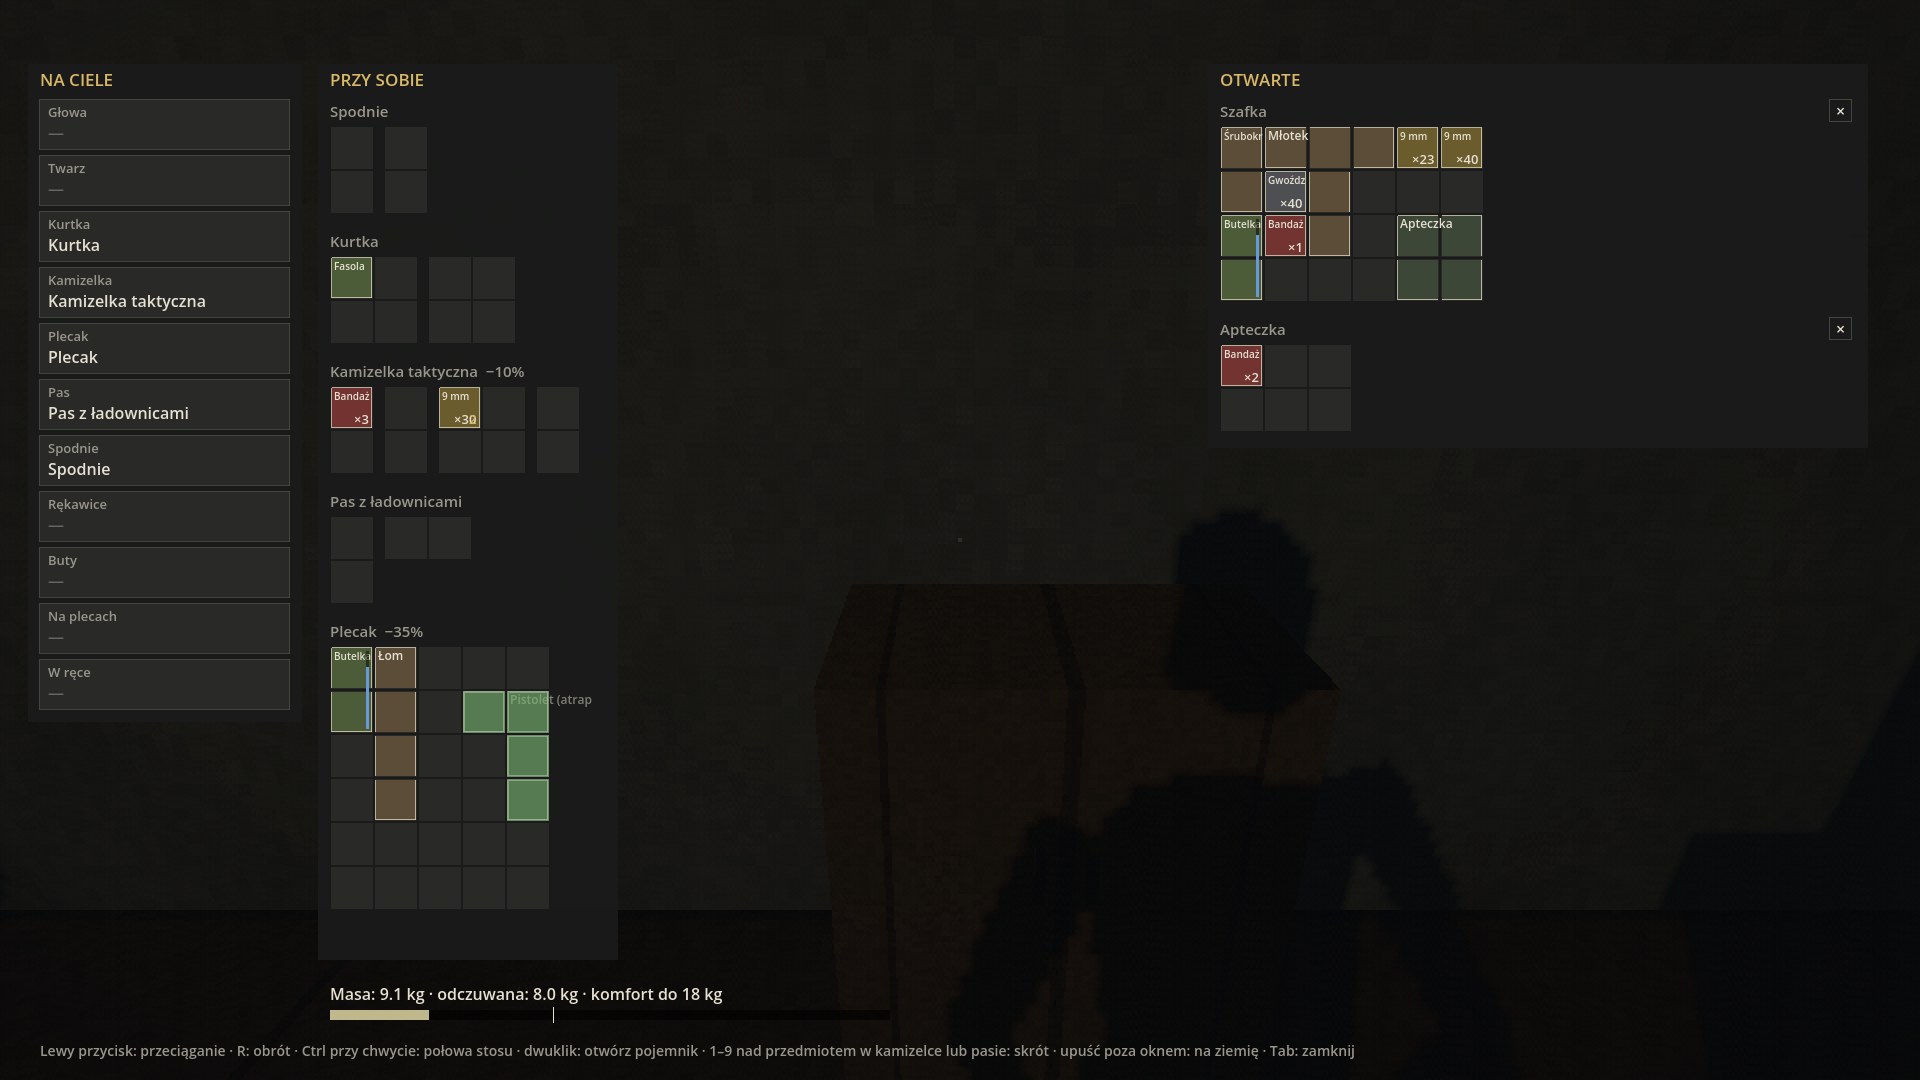 NA CIELE
Głowa
—
Twarz
—
Kurtka
Kurtka
Kamizelka
Kamizelka taktyczna
Plecak
Plecak
Pas
Pas z ładownicami
Spodnie
Spodnie
Rękawice
—
Buty
—
Na plecach
—
W ręce
—
PRZY SOBIE
Spodnie
Kurtka
Fasola
Kamizelka taktyczna −10%
Bandaż
×3
9 mm
×30
Pas z ładownicami
Plecak −35%
Butelka
Łom
Pistolet (atrap
Masa: 9.1 kg · odczuwana: 8.0 kg · komfort do 18 kg
OTWARTE
Szafka
×
Śrubokr
Młotek
9 mm
×23
9 mm
×40
Gwoźdz
×40
Butelka
Bandaż
×1
Apteczka
Apteczka
×
Bandaż
×2
Lewy przycisk: przeciąganie · R: obrót · Ctrl przy chwycie: połowa stosu · dwuklik: otwórz pojemnik · 1–9 nad przedmiotem w kamizelce lub pasie: skrót · upuść poza oknem: na ziemię · Tab: zamknij